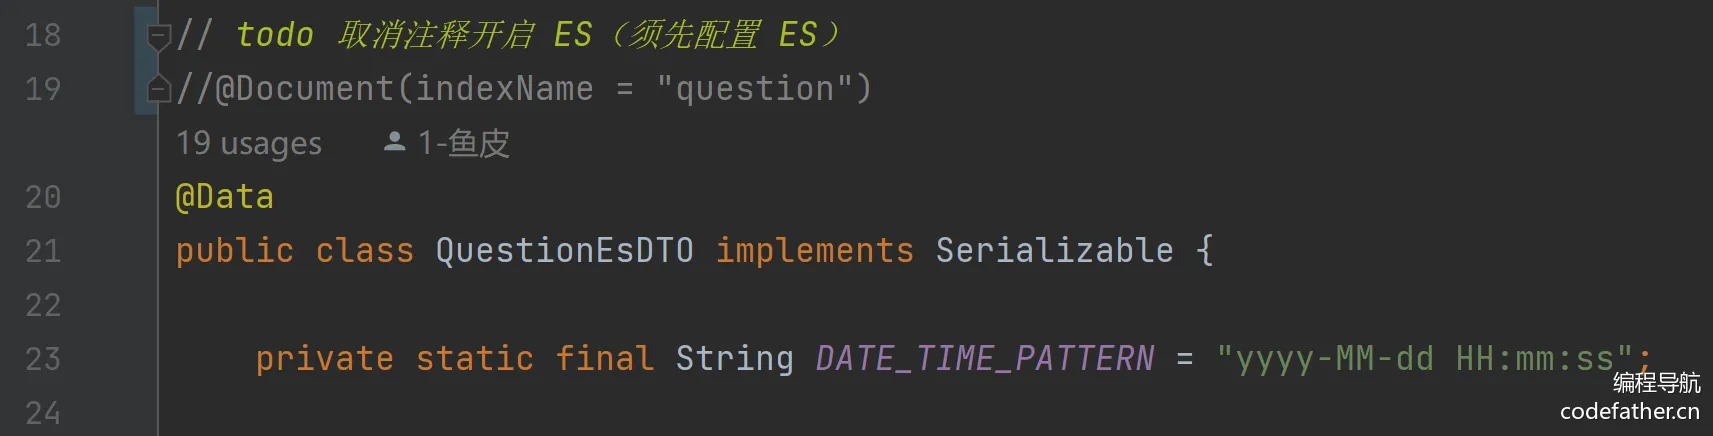 18 // todo 取消注释开启 ES（须先配置 ES）
19 //@Document(indexName = "question")
19 usages 1-鱼皮
20 @Data
21 public class QuestionEsDTO implements Serializable {
22
23 private static final String DATE_TIME_PATTERN = "yyyy-MM-dd HH:mm:ss";
24
编程导航
codefather.cn